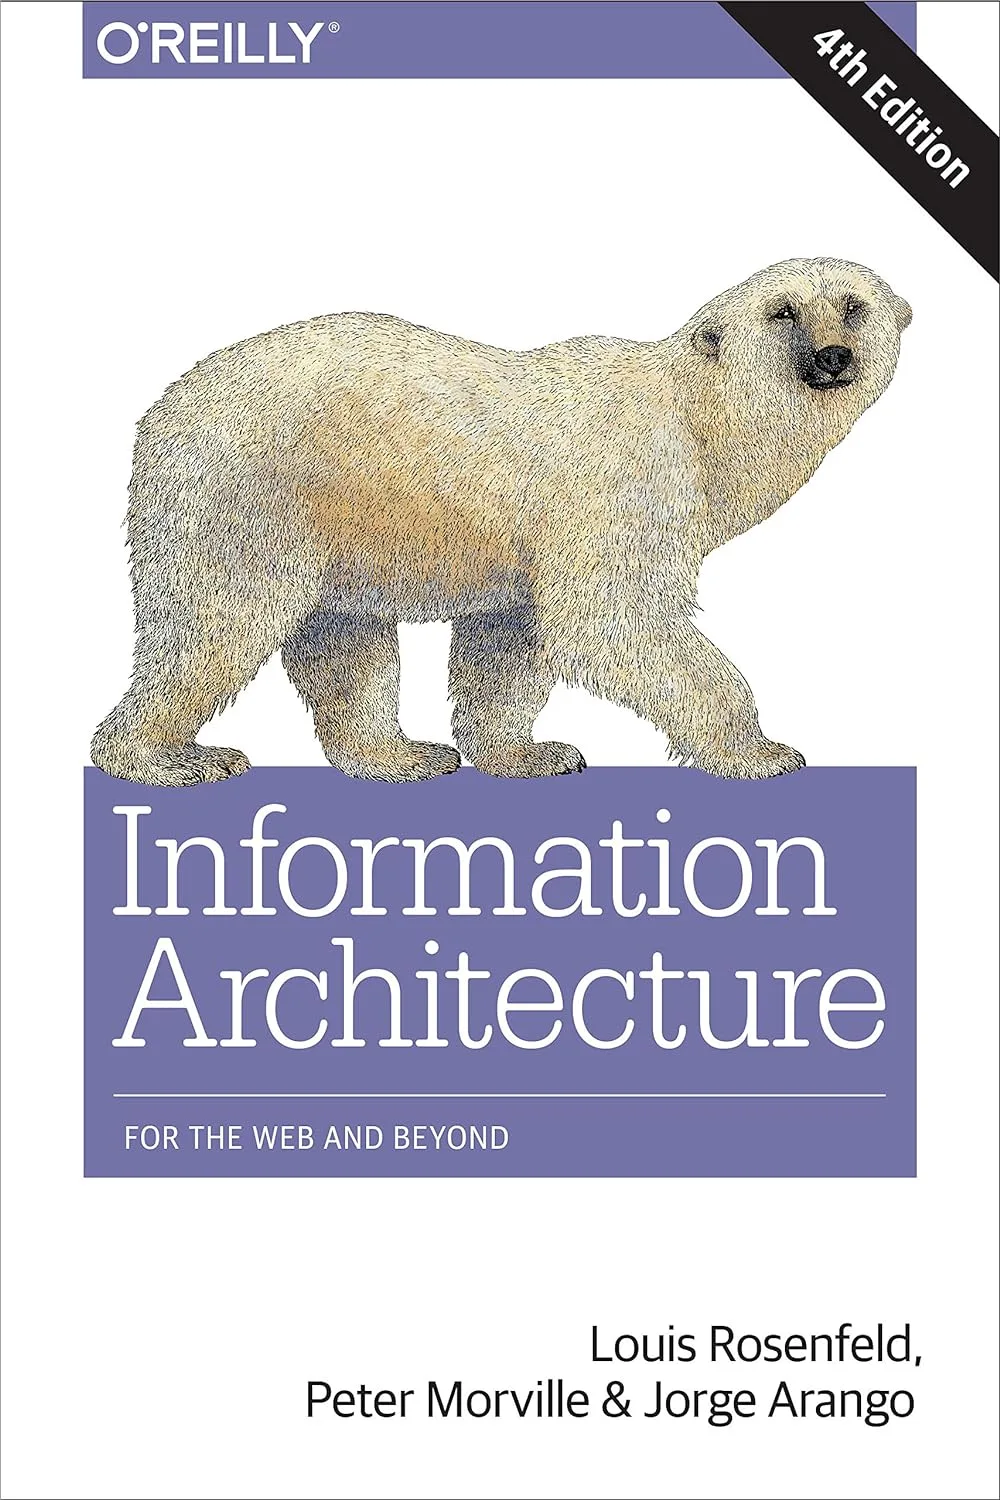 O'REILLY®
4th Edition
Information
Architecture
FOR THE WEB AND BEYOND
Louis Rosenfeld,
Peter Morville & Jorge Arango